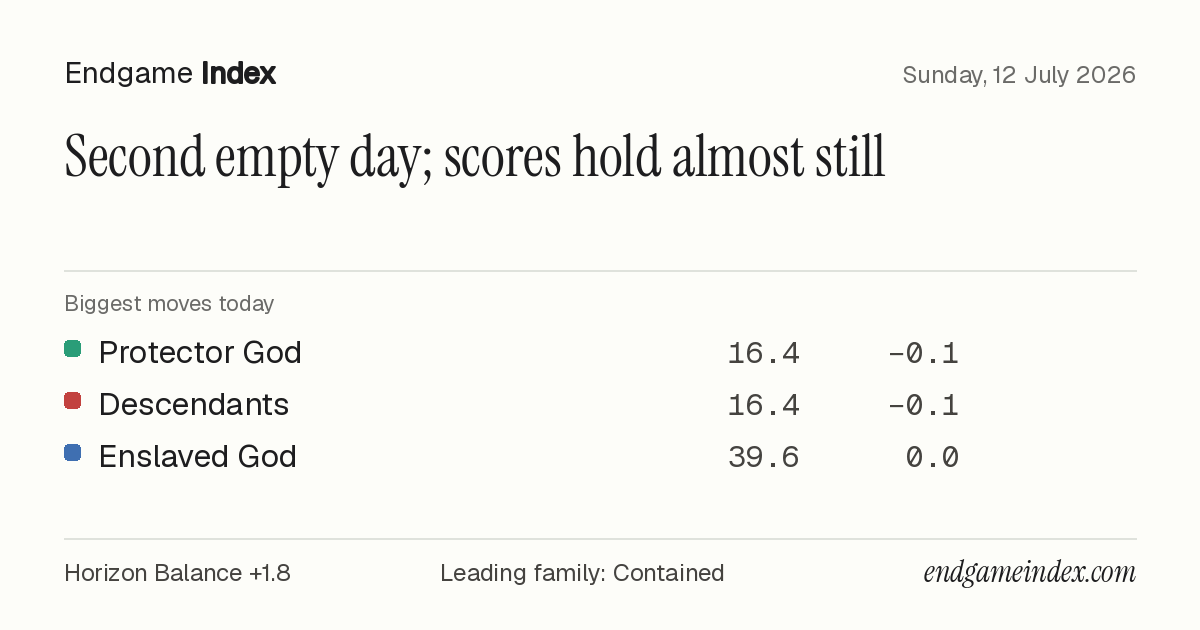 Endgame Index
Sunday, 12 July 2026
Second empty day; scores hold almost still
Biggest moves today
Protector God 16.4 −0.1
Descendants 16.4 −0.1
Enslaved God 39.6 0.0
Horizon Balance +1.8
Leading family: Contained
endgameindex.com